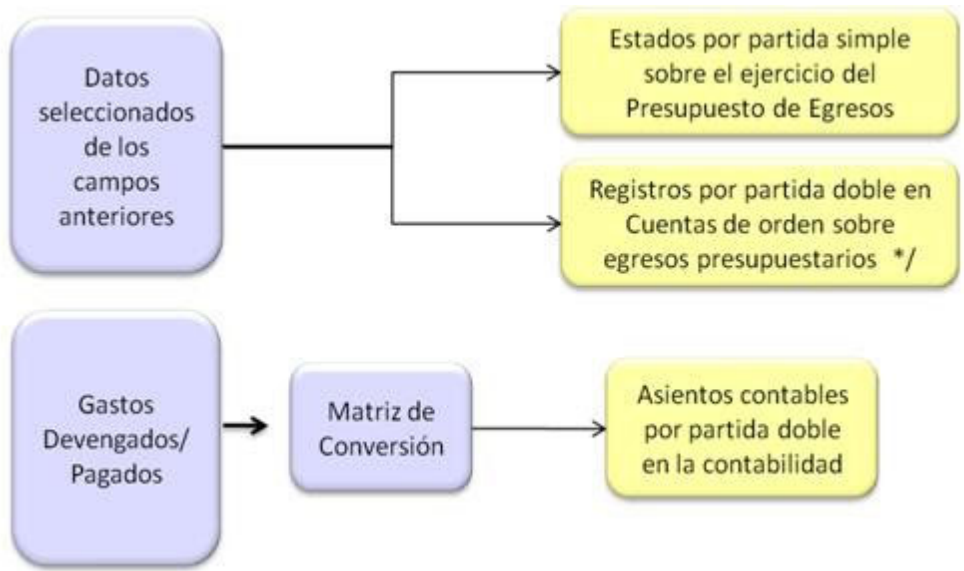 Datos
seleccionados
de los
campos
anteriores
Estados por partida simple
sobre el ejercicio del
Presupuesto de Egresos
Registros por partida doble en
Cuentas de orden sobre
egresos presupuestarios */
Gastos
Devengados/
Pagados
Matriz de
Conversión
Asientos contables
por partida doble
en la contabilidad